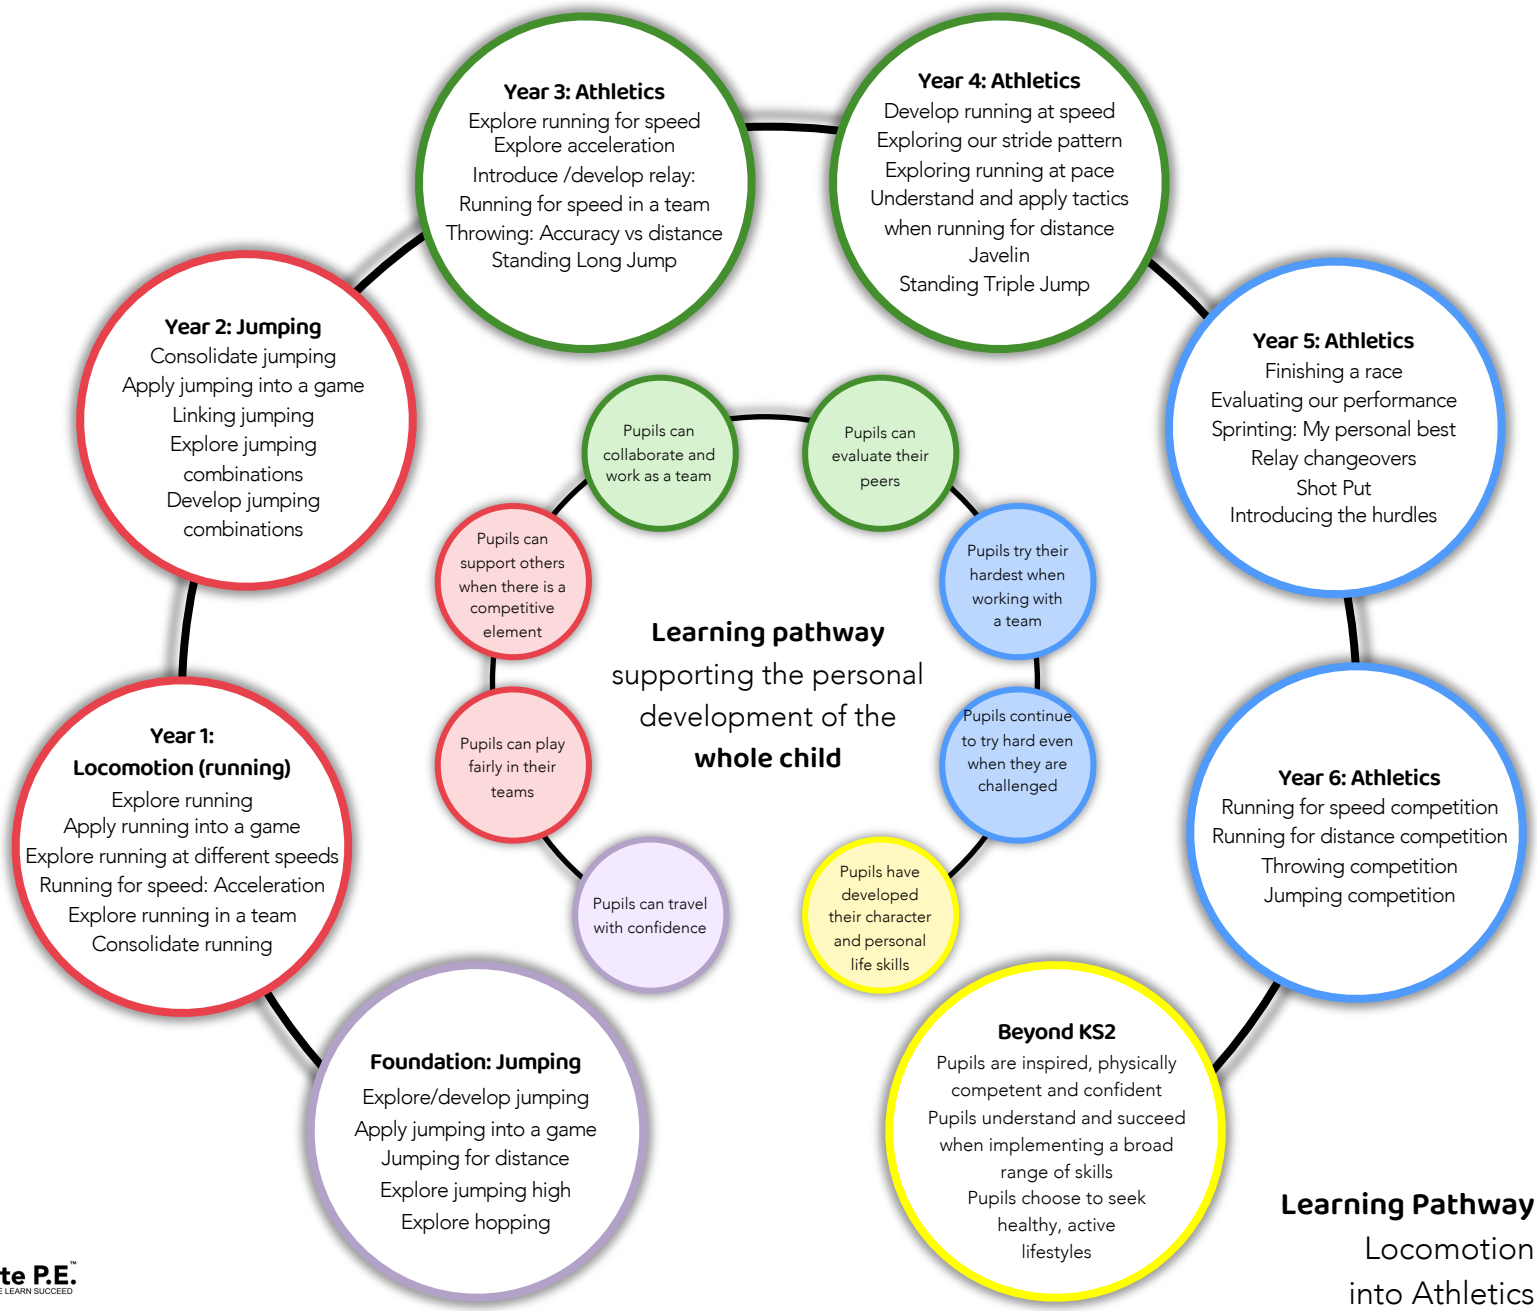 Year 3: Athletics
Explore running for speed
Explore acceleration
Introduce /develop relay:
Running for speed in a team
Throwing: Accuracy vs distance
Standing Long Jump
Year 4: Athletics
Develop running at speed
Exploring our stride pattern
Exploring running at pace
Understand and apply tactics
when running for distance
Javelin
Standing Triple Jump
Year 2: Jumping
Consolidate jumping
Apply jumping into a game
Linking jumping
Explore jumping
combinations
Develop jumping
combinations
Year 5: Athletics
Finishing a race
Evaluating our performance
Sprinting: My personal best
Relay changeovers
Shot Put
Introducing the hurdles
Pupils can
collaborate and
work as a team
Pupils can
evaluate their
peers
Pupils can
support others
when there is a
competitive
element
Pupils try their
hardest when
working with
a team
Learning pathway
supporting the personal
development of the
whole child
Pupils can play
fairly in their
teams
Pupils continue
to try hard even
when they are
challenged
Year 1:
Locomotion (running)
Explore running
Apply running into a game
Explore running at different speeds
Running for speed: Acceleration
Explore running in a team
Consolidate running
Year 6: Athletics
Running for speed competition
Running for distance competition
Throwing competition
Jumping competition
Pupils can travel
with confidence
Pupils have
developed
their character
and personal
life skills
Foundation: Jumping
Explore/develop jumping
Apply jumping into a game
Jumping for distance
Explore jumping high
Explore hopping
Beyond KS2
Pupils are inspired, physically
competent and confident
Pupils understand and succeed
when implementing a broad
range of skills
Pupils choose to seek
healthy, active
lifestyles
Learning Pathway
Locomotion
into Athletics
te P.E.™
E LEARN SUCCEED